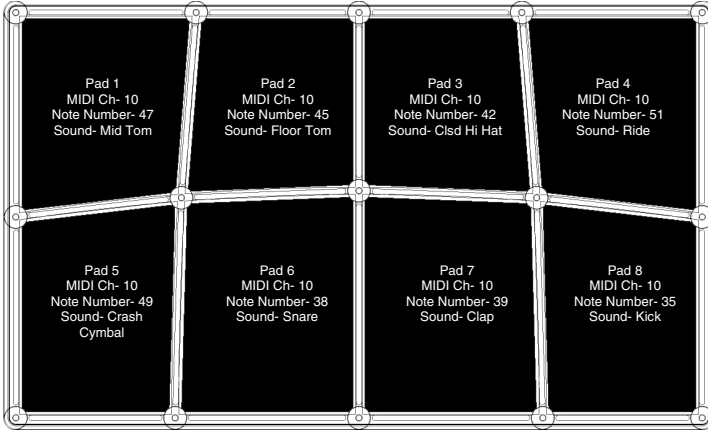 Pad 1
MIDI Ch- 10
Note Number- 47
Sound- Mid Tom
Pad 2
MIDI Ch- 10
Note Number- 45
Sound- Floor Tom
Pad 3
MIDI Ch- 10
Note Number- 42
Sound- Clsd Hi Hat
Pad 4
MIDI Ch- 10
Note Number- 51
Sound- Ride
Pad 5
MIDI Ch- 10
Note Number- 49
Sound- Crash
Cymbal
Pad 6
MIDI Ch- 10
Note Number- 38
Sound- Snare
Pad 7
MIDI Ch- 10
Note Number- 39
Sound- Clap
Pad 8
MIDI Ch- 10
Note Number- 35
Sound- Kick